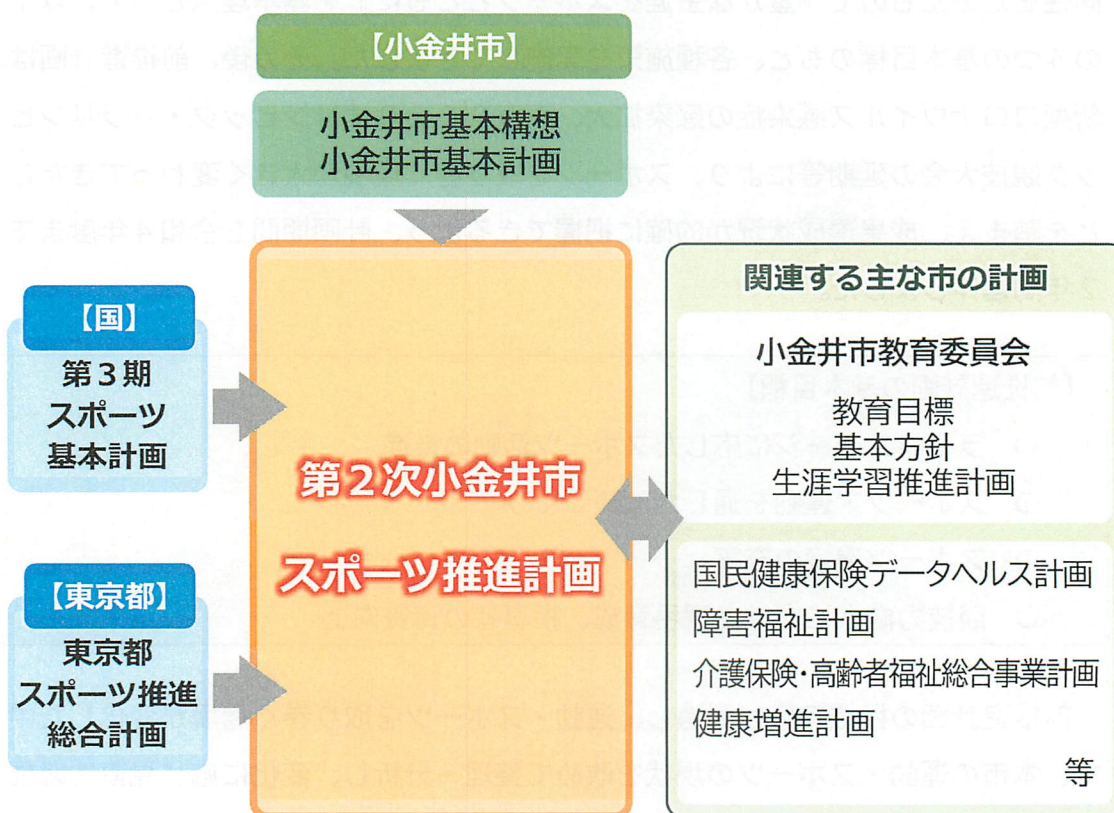 【小金井市】
小金井市基本構想
小金井市基本計画
【国】
第3期
スポーツ
基本計画
【東京都】
東京都
スポーツ推進
総合計画
第2次小金井市
スポーツ推進計画
関連する主な市の計画
小金井市教育委員会
教育目標
基本方針
生涯学習推進計画
国民健康保険データヘルス計画
障害福祉計画
介護保険・高齢者福祉総合事業計画
健康増進計画
等